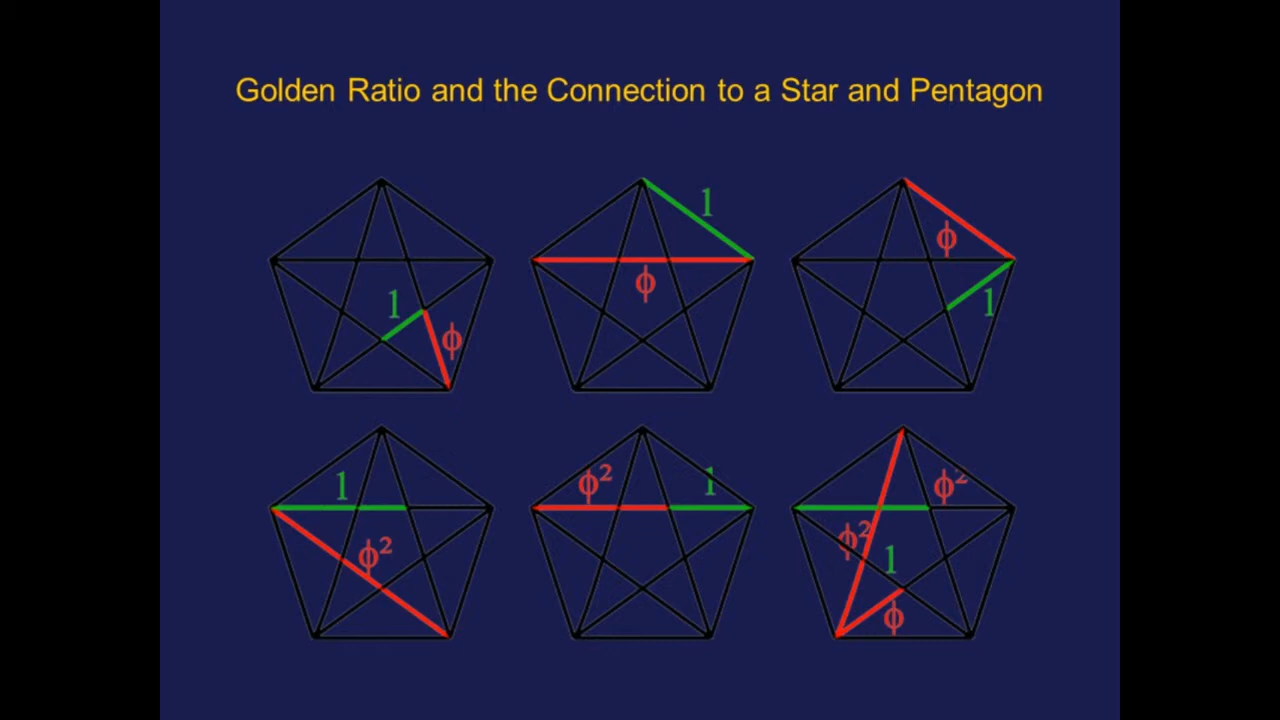 Golden Ratio and the Connection to a Star and Pentagon
1
ϕ
1
ϕ
ϕ
1
1
ϕ²
ϕ²
1
ϕ²
ϕ²
1
ϕ